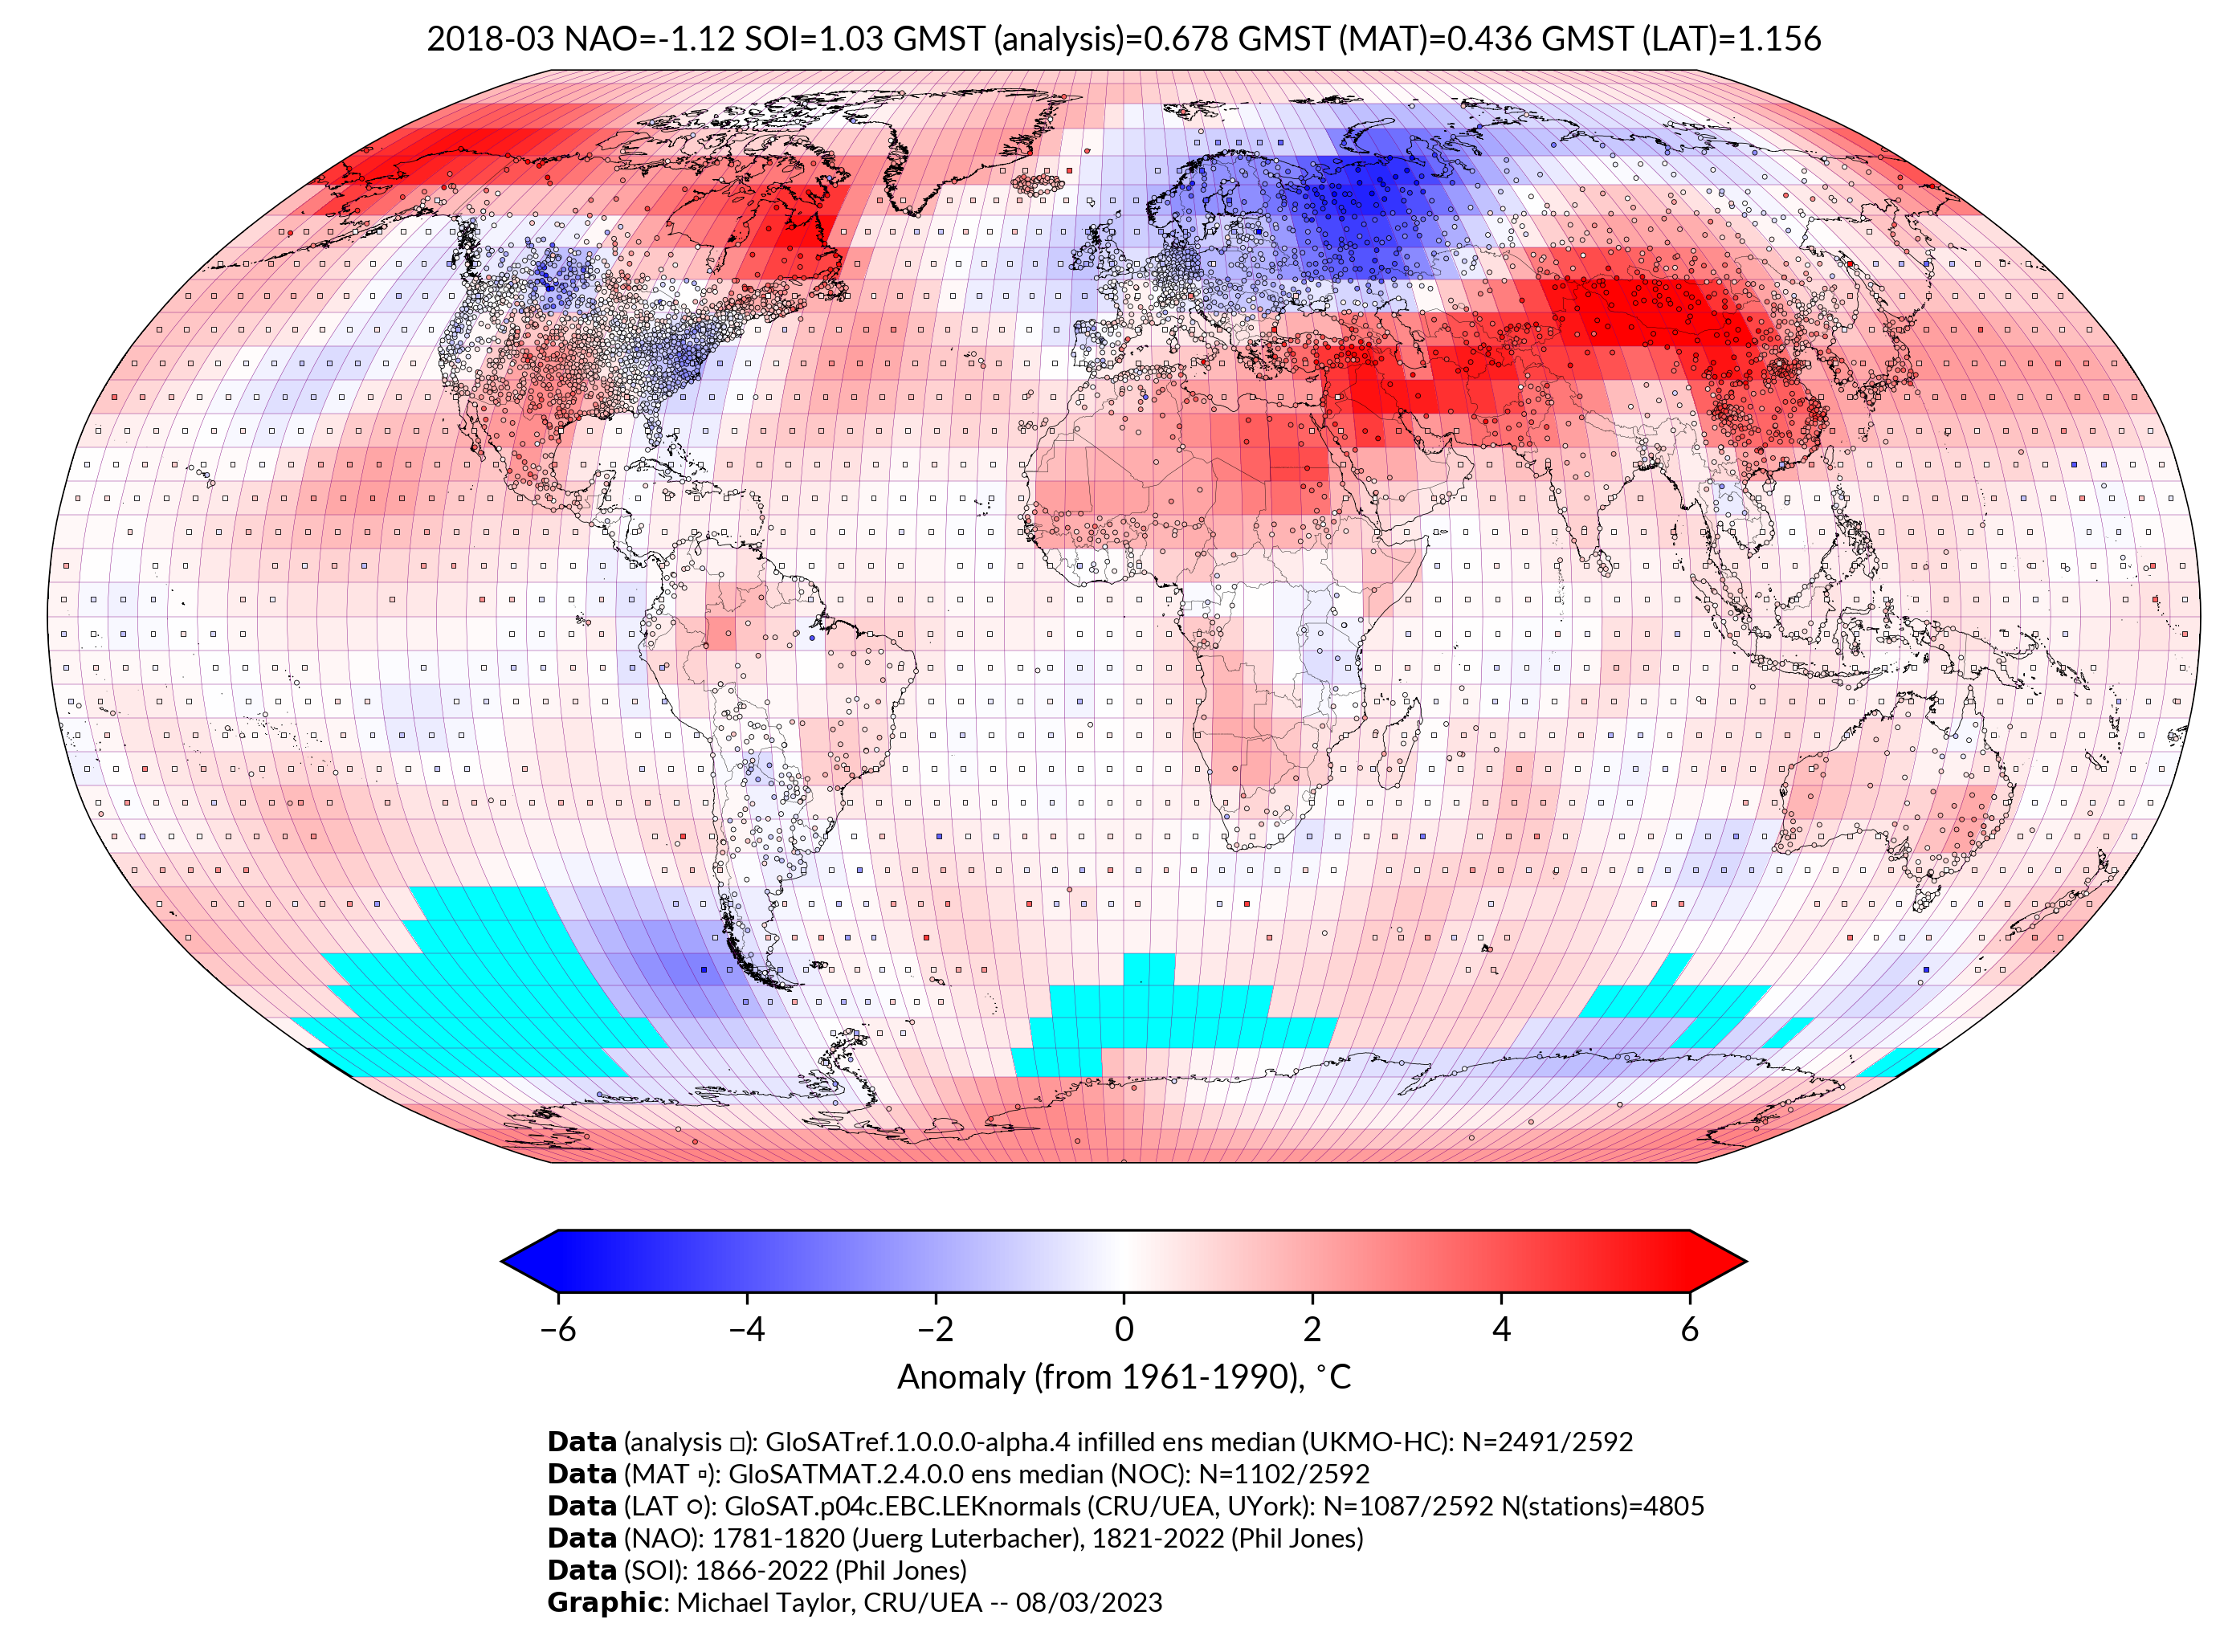 2018-03 NAO=-1.12 SOI=1.03 GMST (analysis)=0.678 GMST (MAT)=0.436 GMST (LAT)=1.156
−6 −4 −2 0 2 4 6
Anomaly (from 1961-1990), °C
Data (analysis □): GloSATref.1.0.0.0-alpha.4 infilled ens median (UKMO-HC): N=2491/2592
Data (MAT ▫): GloSATMAT.2.4.0.0 ens median (NOC): N=1102/2592
Data (LAT ○): GloSAT.p04c.EBC.LEKnormals (CRU/UEA, UYork): N=1087/2592 N(stations)=4805
Data (NAO): 1781-1820 (Juerg Luterbacher), 1821-2022 (Phil Jones)
Data (SOI): 1866-2022 (Phil Jones)
Graphic: Michael Taylor, CRU/UEA -- 08/03/2023